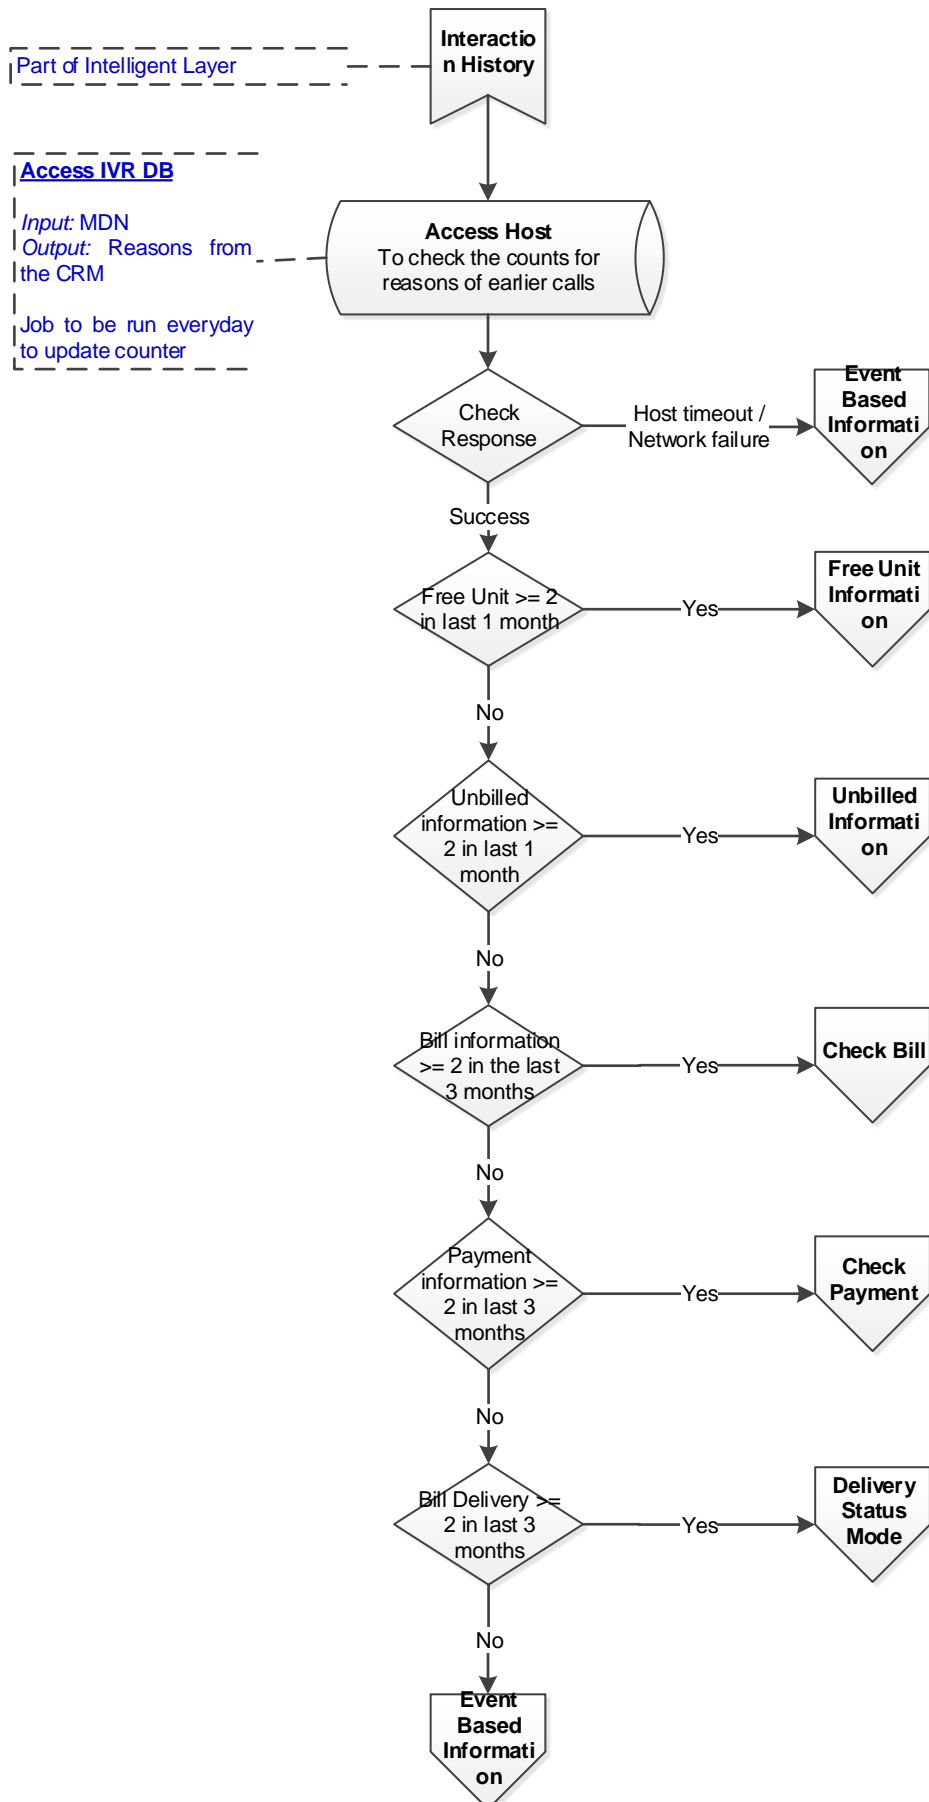 Interactio
n History
Part of Intelligent Layer
Access IVR DB
Input: MDN
Output: Reasons from
the CRM
Job to be run everyday
to update counter
Access Host
To check the counts for
reasons of earlier calls
Check
Response
Host timeout /
Network failure
Event
Based
Informati
on
Success
Free Unit >= 2
in last 1 month
Yes
Free Unit
Informati
on
No
Unbilled
information >=
2 in last 1
month
Yes
Unbilled
Informati
on
No
Bill information
>= 2 in the last
3 months
Yes
Check Bill
No
Payment
information >=
2 in last 3
months
Yes
Check
Payment
No
Bill Delivery >=
2 in last 3
months
Yes
Delivery
Status
Mode
No
Event
Based
Informati
on